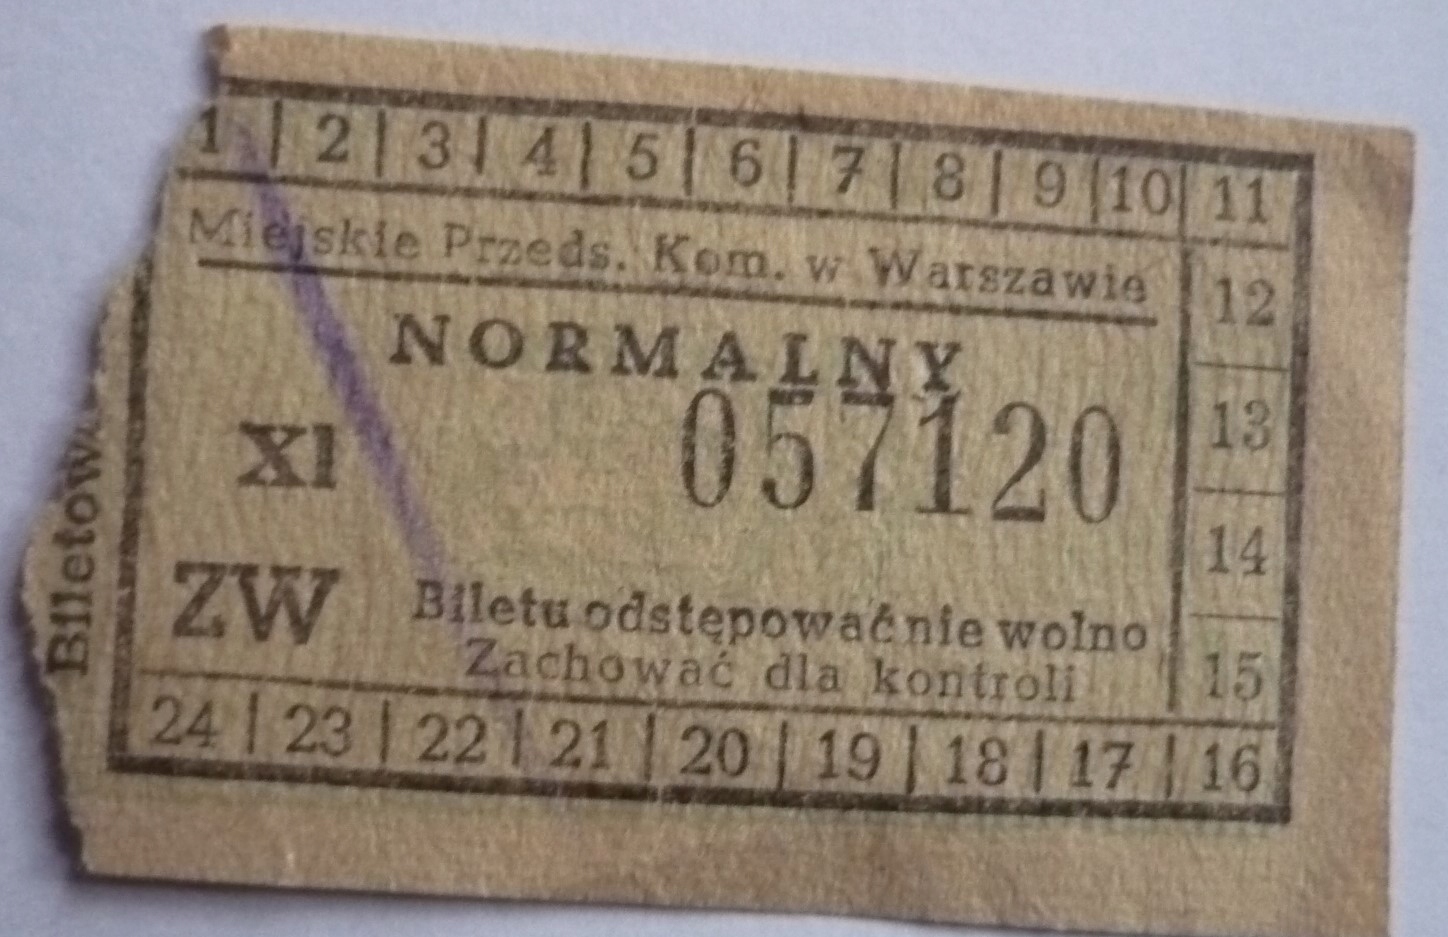 1 | 2 | 3 | 4 | 5 | 6 | 7 | 8 | 9 | 10 | 11
Miejskie Przeds. Kom. w Warszawie
12
NORMALNY
057120
13
XI
14
ZW
Biletu odstępować nie wolno
Zachować dla kontroli
15
24 | 23 | 22 | 21 | 20 | 19 | 18 | 17 | 16